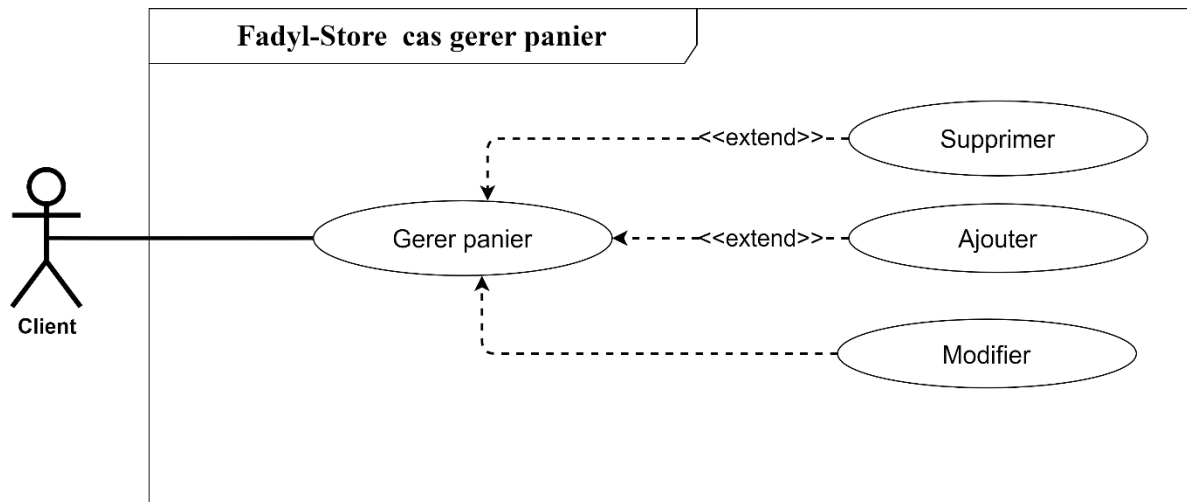 Fadyl-Store cas gerer panier
<<extend>> Supprimer
Gerer panier <<extend>> Ajouter
Client
Modifier